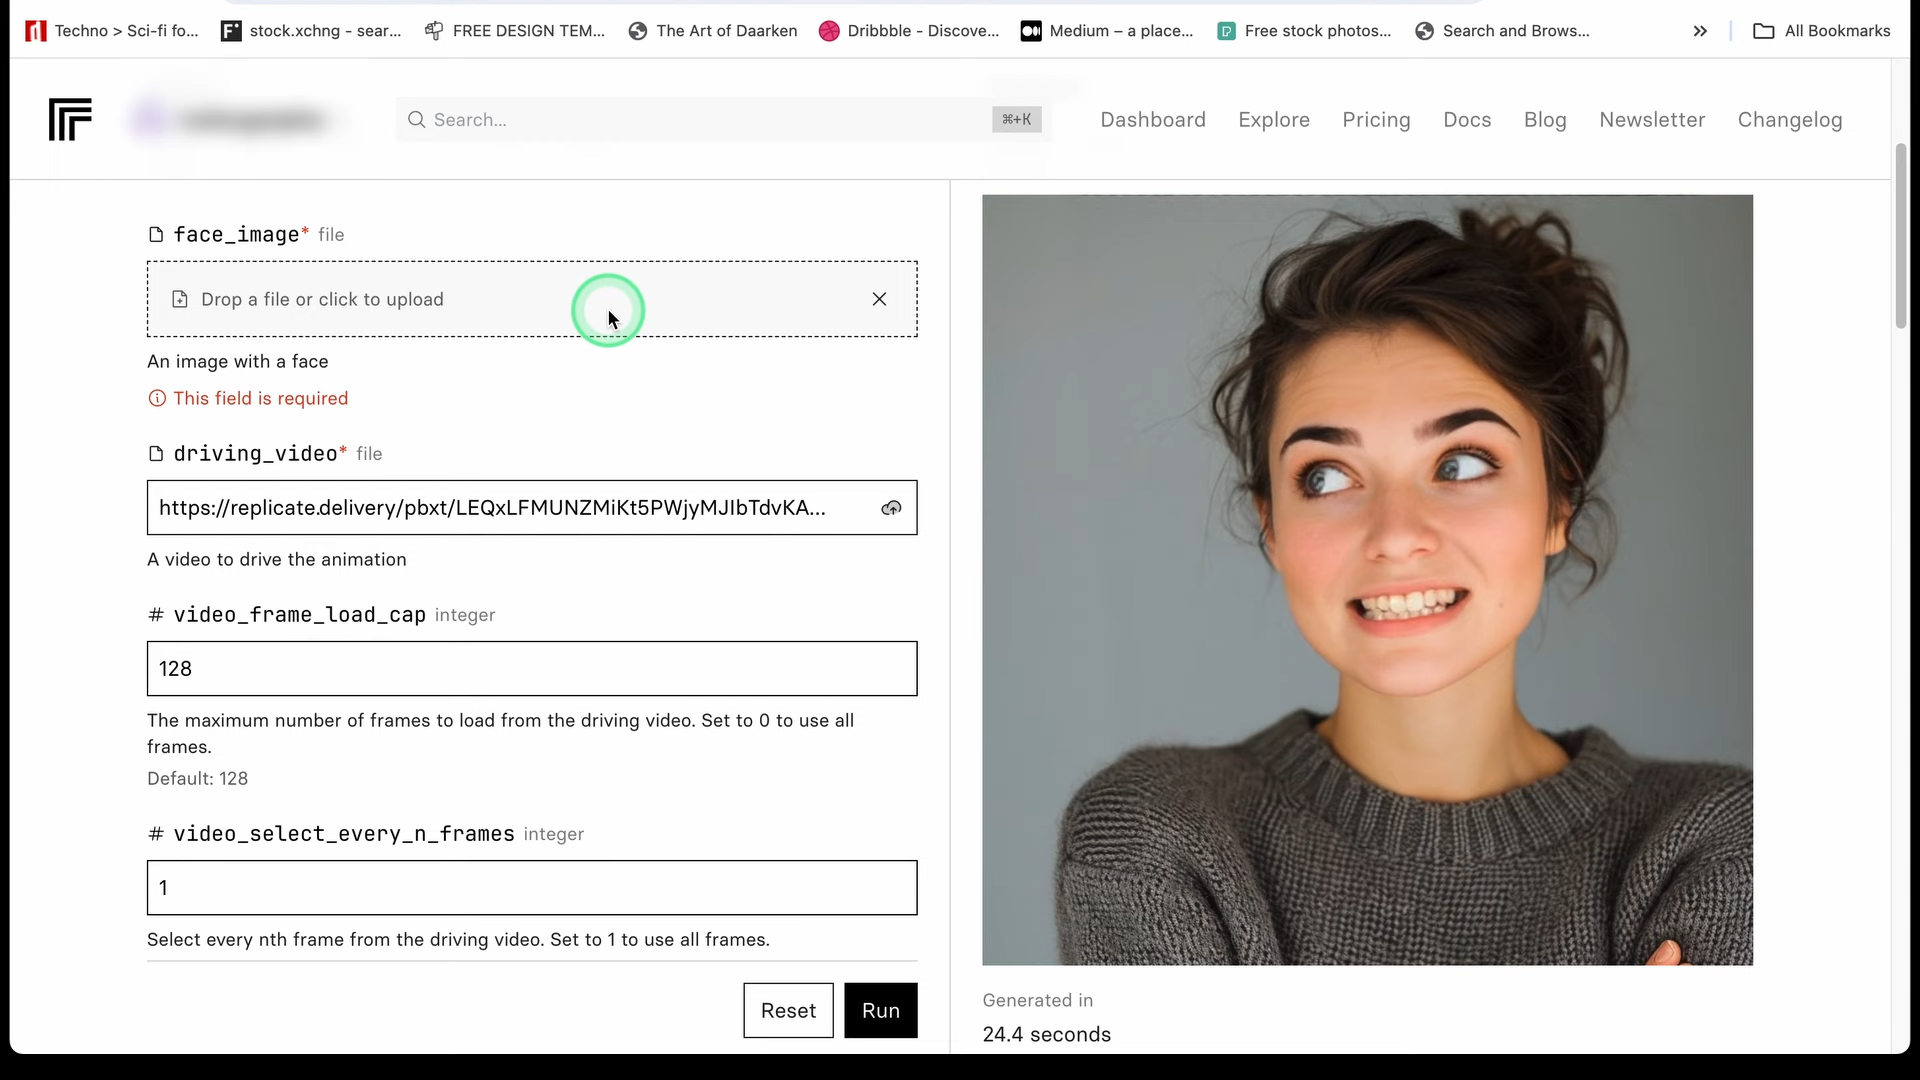 Techno > Sci-fi fo...
stock.xchng - sear...
FREE DESIGN TEM...
The Art of Daarken
Dribbble - Discove...
Medium – a place...
Free stock photos...
Search and Brows...
All Bookmarks
Search...
⌘+K
Dashboard
Explore
Pricing
Docs
Blog
Newsletter
Changelog
face_image* file
Drop a file or click to upload
An image with a face
This field is required
driving_video* file
https://replicate.delivery/pbxt/LEQxLFMUNZMiKt5PWjyMJIbTdvKA...
A video to drive the animation
# video_frame_load_cap integer
128
The maximum number of frames to load from the driving video. Set to 0 to use all
frames.
Default: 128
# video_select_every_n_frames integer
1
Select every nth frame from the driving video. Set to 1 to use all frames.
Reset
Run
Generated in
24.4 seconds